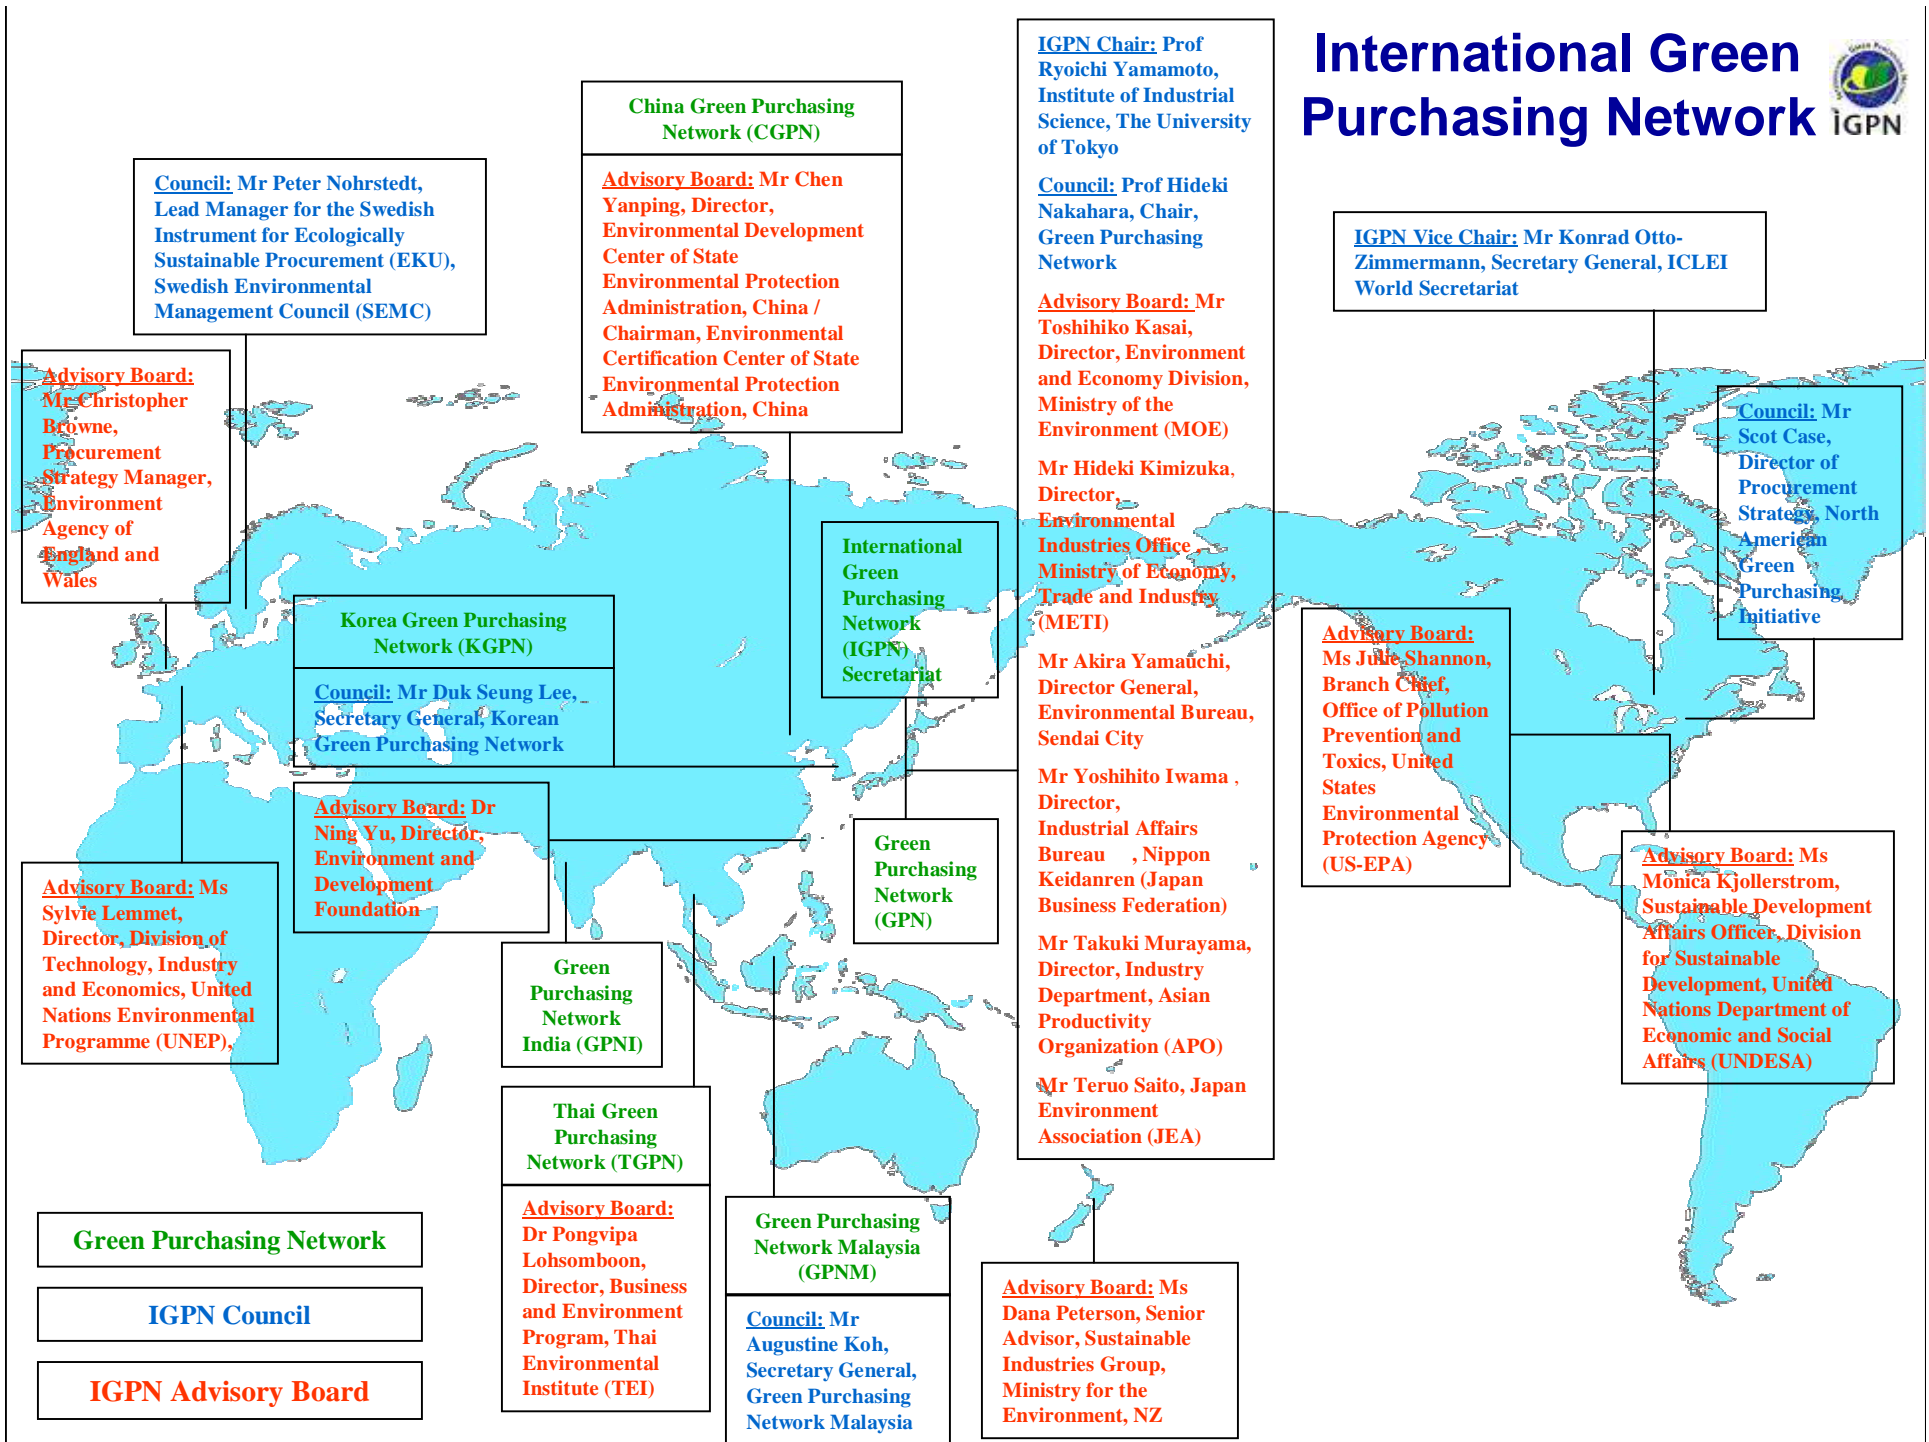 International Green
Purchasing Network
iGPN
IGPN Chair: Prof
Ryoichi Yamamoto,
Institute of Industrial
Science, The University
of Tokyo
Council: Prof Hideki
Nakahara, Chair,
Green Purchasing
Network
Advisory Board: Mr
Toshihiko Kasai,
Director, Environment
and Economy Division,
Ministry of the
Environment (MOE)
Mr Hideki Kimizuka,
Director,
Environmental
Industries Office ,
Ministry of Economy,
Trade and Industry
(METI)
Mr Akira Yamauchi,
Director General,
Environmental Bureau,
Sendai City
Mr Yoshihito Iwama ,
Director,
Industrial Affairs
Bureau , Nippon
Keidanren (Japan
Business Federation)
Mr Takuki Murayama,
Director, Industry
Department, Asian
Productivity
Organization (APO)
Mr Teruo Saito, Japan
Environment
Association (JEA)
China Green Purchasing
Network (CGPN)
Advisory Board: Mr Chen
Yanping, Director,
Environmental Development
Center of State
Environmental Protection
Administration, China /
Chairman, Environmental
Certification Center of State
Environmental Protection
Administration, China
Council: Mr Peter Nohrstedt,
Lead Manager for the Swedish
Instrument for Ecologically
Sustainable Procurement (EKU),
Swedish Environmental
Management Council (SEMC)
IGPN Vice Chair: Mr Konrad Otto-
Zimmermann, Secretary General, ICLEI
World Secretariat
Advisory Board:
Mr Christopher
Browne,
Procurement
Strategy Manager,
Environment
Agency of
England and
Wales
Council: Mr
Scot Case,
Director of
Procurement
Strategy, North
American
Green
Purchasing
Initiative
International
Green
Purchasing
Network
(IGPN)
Secretariat
Korea Green Purchasing
Network (KGPN)
Council: Mr Duk Seung Lee,
Secretary General, Korean
Green Purchasing Network
Advisory Board:
Ms Julie Shannon,
Branch Chief,
Office of Pollution
Prevention and
Toxics, United
States
Environmental
Protection Agency
(US-EPA)
Advisory Board: Dr
Ning Yu, Director,
Environment and
Development
Foundation
Green
Purchasing
Network
(GPN)
Advisory Board: Ms
Monica Kjollerstrom,
Sustainable Development
Affairs Officer, Division
for Sustainable
Development, United
Nations Department of
Economic and Social
Affairs (UNDESA)
Advisory Board: Ms
Sylvie Lemmet,
Director, Division of
Technology, Industry
and Economics, United
Nations Environmental
Programme (UNEP),
Green
Purchasing
Network
India (GPNI)
Thai Green
Purchasing
Network (TGPN)
Advisory Board:
Dr Pongvipa
Lohsomboon,
Director, Business
and Environment
Program, Thai
Environmental
Institute (TEI)
Green Purchasing
Network Malaysia
(GPNM)
Council: Mr
Augustine Koh,
Secretary General,
Green Purchasing
Network Malaysia
Advisory Board: Ms
Dana Peterson, Senior
Advisor, Sustainable
Industries Group,
Ministry for the
Environment, NZ
Green Purchasing Network
IGPN Council
IGPN Advisory Board